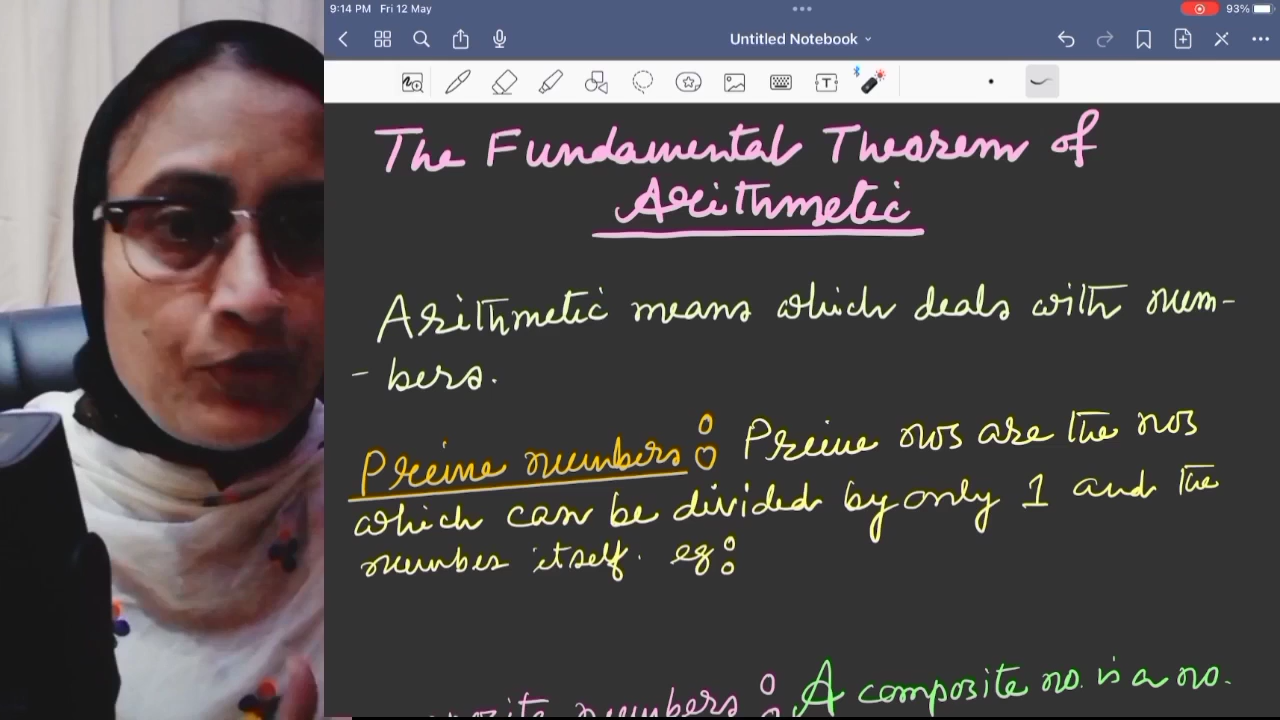 9:14 PM Fri 12 May
93%
Untitled Notebook
The Fundamental Theorem of
Arithmetic
Arithmetic means which deals with num-
- bers.
Prime numbers : Prime nos are the nos
which can be divided by only 1 and the
number itself. eg :
numbers : A composite no. is a no.